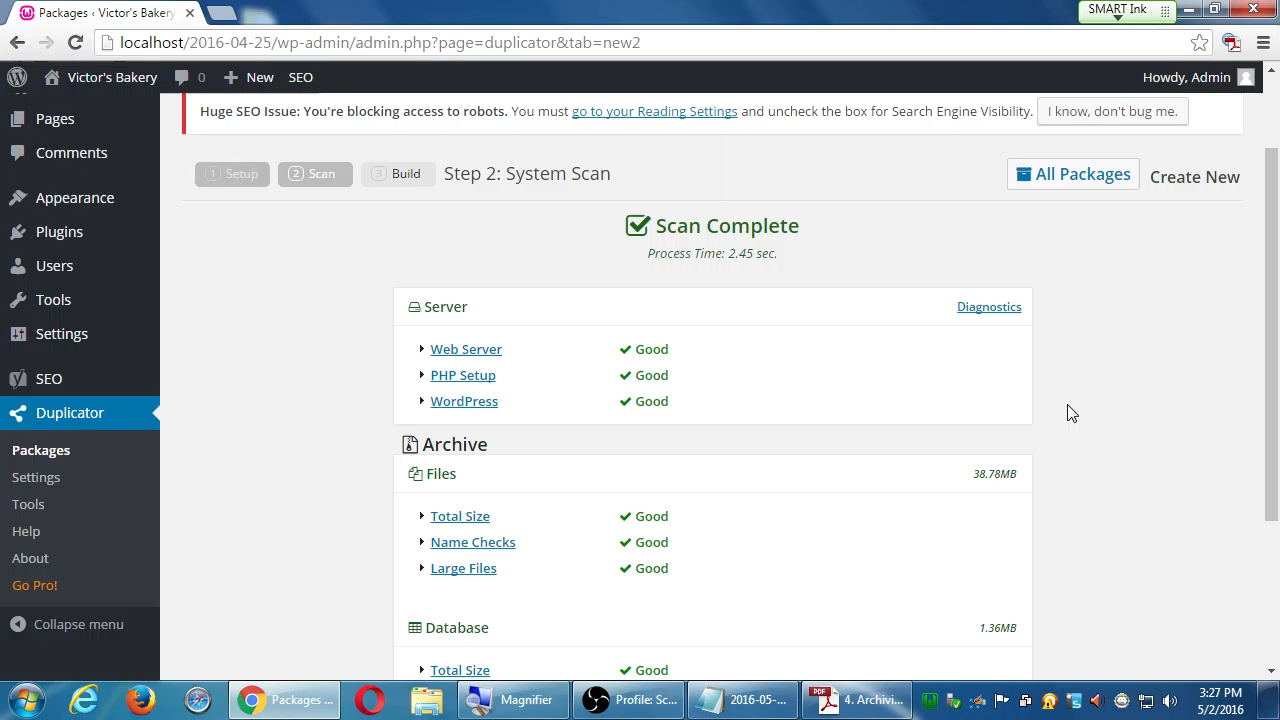 Packages ‹ Victor's Bakery
SMART Ink
localhost/2016-04-25/wp-admin/admin.php?page=duplicator&tab=new2
Victor's Bakery
0
New
SEO
Howdy, Admin
Huge SEO Issue: You're blocking access to robots. You must go to your Reading Settings and uncheck the box for Search Engine Visibility.
I know, don't bug me.
Pages
Comments
Appearance
Plugins
Users
Tools
Settings
SEO
Duplicator
Packages
Settings
Tools
Help
About
Go Pro!
Collapse menu
1 Setup
2 Scan
3 Build
Step 2: System Scan
All Packages
Create New
Scan Complete
Process Time: 2.45 sec.
Server
Diagnostics
Web Server
Good
PHP Setup
Good
WordPress
Good
Archive
Files
38.78MB
Total Size
Good
Name Checks
Good
Large Files
Good
Database
1.36MB
Total Size
Good
Packages ...
Magnifier
Profile: Sc...
2016-05-...
PDF
4. Archivi...
3:27 PM
5/2/2016